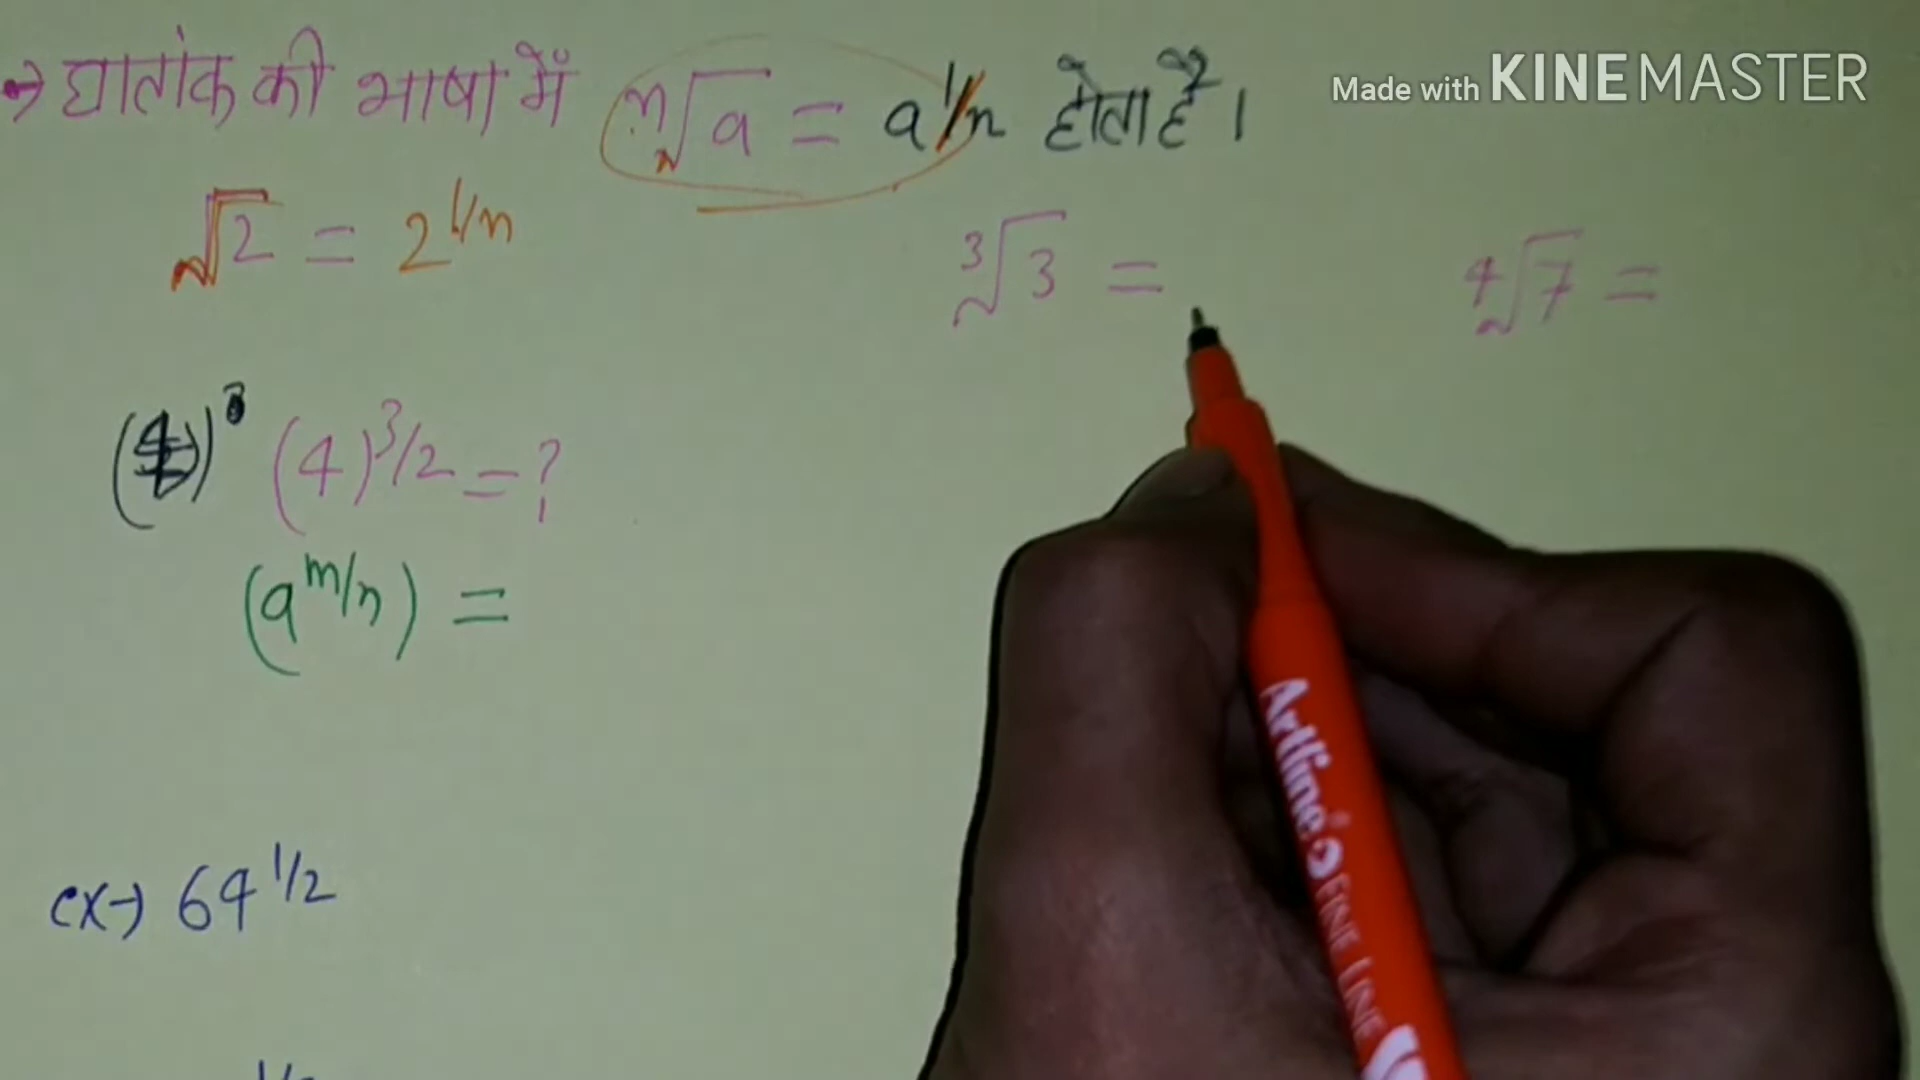 → घातांक की भाषा में ⁿ√a = a^1/n होता है।
Made with KINEMASTER
√2 = 2^1/n
³√3 =
⁴√7 =
(4)^3/2 = ?
(a^m/n) =
ex→ 64^1/2
Artline FINE LINE